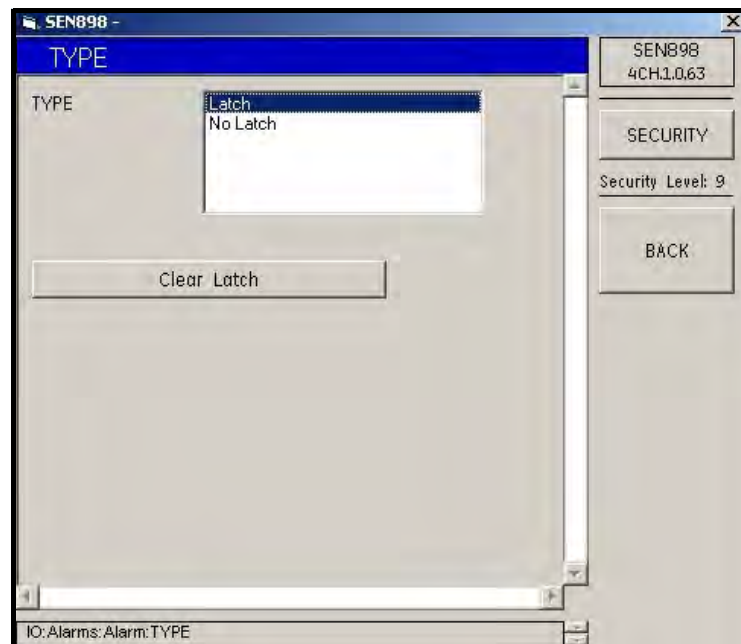 SEN898 -
TYPE
TYPE
Latch
No Latch
Clear Latch
IO:Alarms:Alarm:TYPE
SEN898
4CH.1.0.63
SECURITY
Security Level: 9
BACK